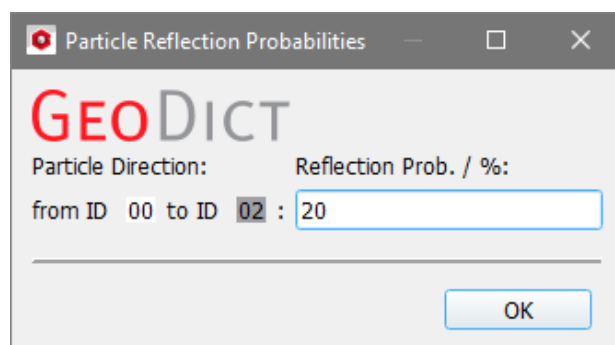 Particle Reflection Probabilities
GEODICT
Particle Direction: Reflection Prob. / %:
from ID 00 to ID 02 : 20
OK